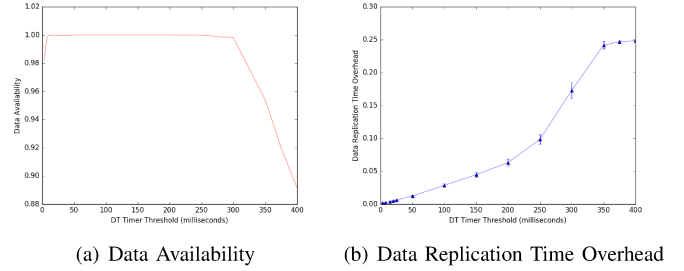 1.02
1.00
0.98
0.96
0.94
0.92
0.90
0.88
Data Availability
0 50 100 150 200 250 300 350 400
DT Timer Threshold (milliseconds)
(a) Data Availability
0.30
0.25
0.20
0.15
0.10
0.05
0.00
Data Replication Time Overhead
0 50 100 150 200 250 300 350 400
DT Timer Threshold (milliseconds)
(b) Data Replication Time Overhead